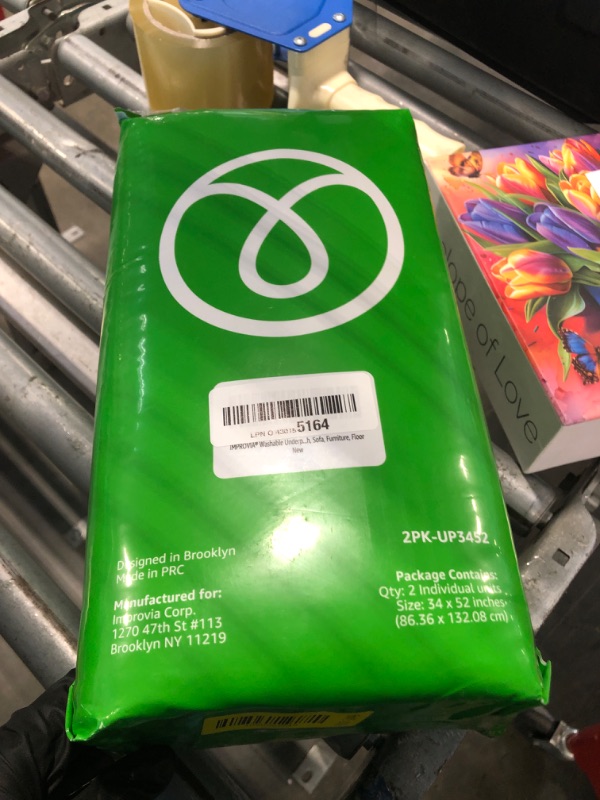 5164
IMPROVIA® Washable Underp...h, Sofa, Furniture, Floor
New
2PK-UP3452
Designed in Brooklyn
Made in PRC
Manufactured for:
Improvia Corp.
1270 47th St #113
Brooklyn NY 11219
Package Contains:
Qty: 2 Individual units
Size: 34 x 52 inches
(86.36 x 132.08 cm)
of Love